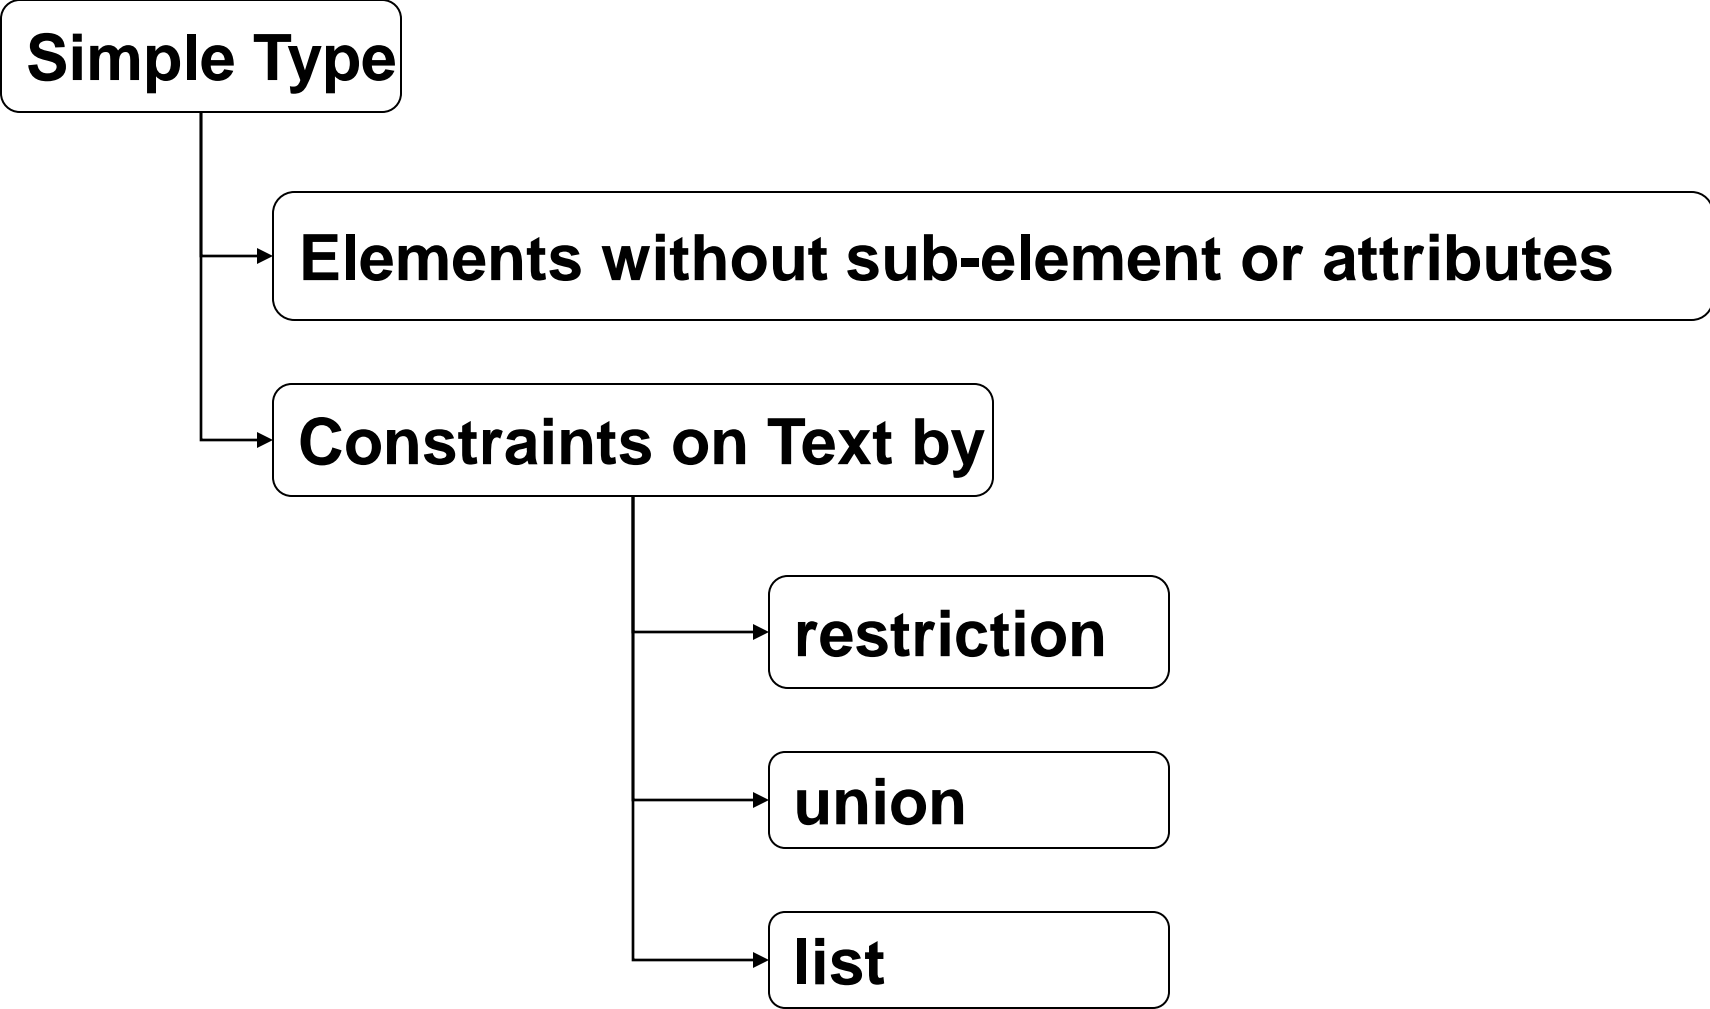 Simple Type
Elements without sub-element or attributes
Constraints on Text by
restriction
union
list